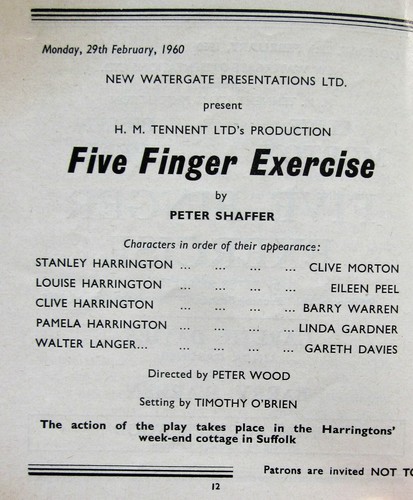 Monday, 29th February, 1960
NEW WATERGATE PRESENTATIONS LTD.
present
H. M. TENNENT LTD's PRODUCTION
Five Finger Exercise
by
PETER SHAFFER
Characters in order of their appearance:
STANLEY HARRINGTON ... ... ... ... CLIVE MORTON
LOUISE HARRINGTON ... ... ... EILEEN PEEL
CLIVE HARRINGTON ... ... ... BARRY WARREN
PAMELA HARRINGTON ... ... ... ... LINDA GARDNER
WALTER LANGER... ... ... ... GARETH DAVIES
Directed by PETER WOOD
Setting by TIMOTHY O'BRIEN
The action of the play takes place in the Harringtons'
week-end cottage in Suffolk
Patrons are invited NOT TO
12